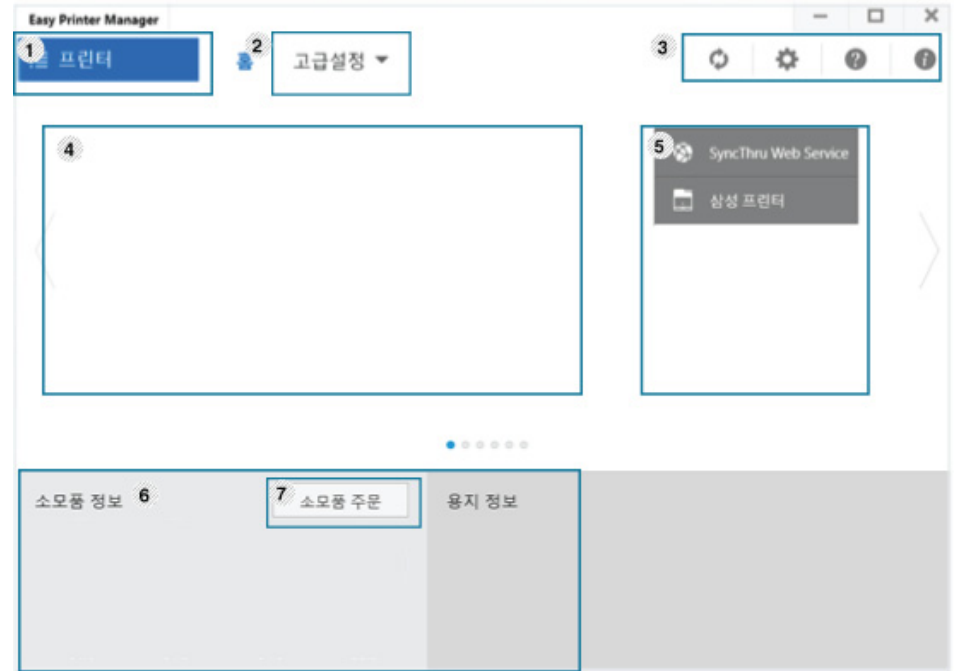 Easy Printer Manager
1 프린터
홈
2 고급설정
3
4
5 SyncThru Web Service
삼성 프린터
소모품 정보 6
7 소모품 주문
용지 정보